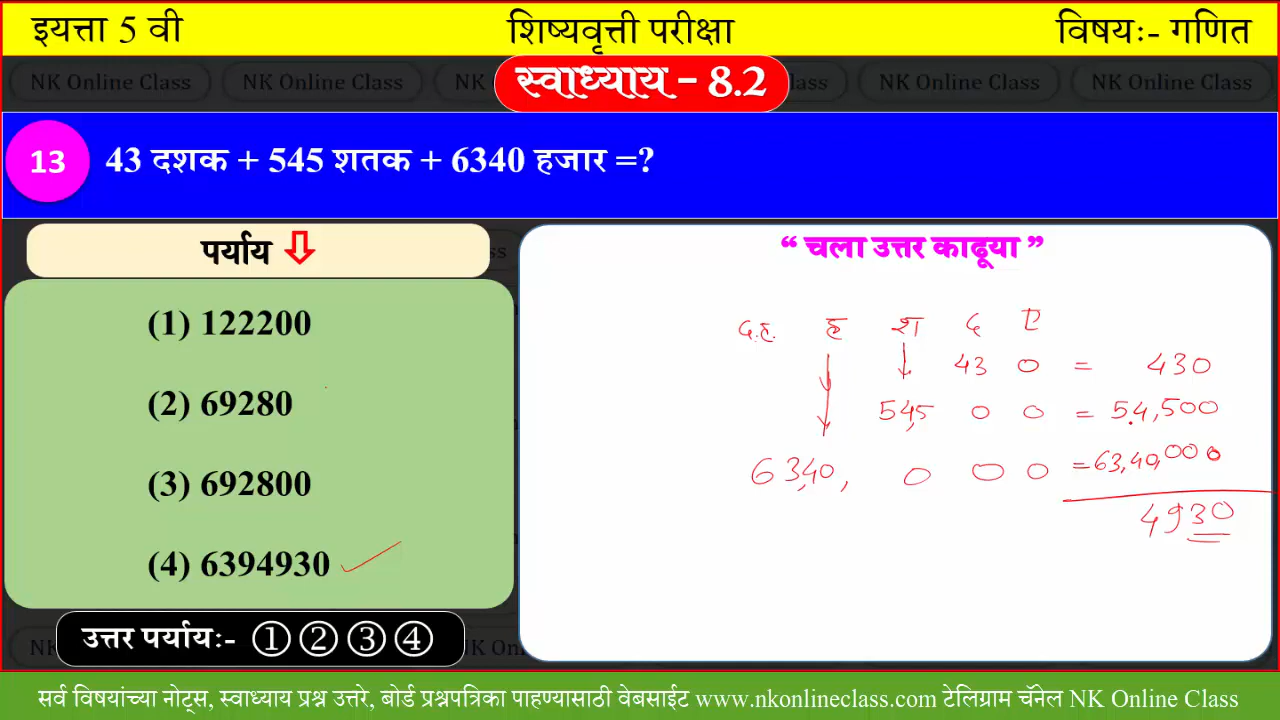 इयत्ता 5 वी शिष्यवृत्ती परीक्षा विषयः- गणित
NK Online Class NK Online Class NK Online Class NK Online Class
स्वाध्याय - 8.2
13 43 दशक + 545 शतक + 6340 हजार =?
पर्याय
“ चला उत्तर काढूया ”
(1) 122200
(2) 69280
(3) 692800
(4) 6394930
द.ह. ह श द ए
43 0 = 430
545 0 0 = 54,500
6340, 0 0 0 = 63,40,000
4930
उत्तर पर्यायः- ① ② ③ ④
सर्व विषयांच्या नोट्स, स्वाध्याय प्रश्न उत्तरे, बोर्ड प्रश्नपत्रिका पाहण्यासाठी वेबसाईट www.nkonlineclass.com टेलिग्राम चॅनेल NK Online Class